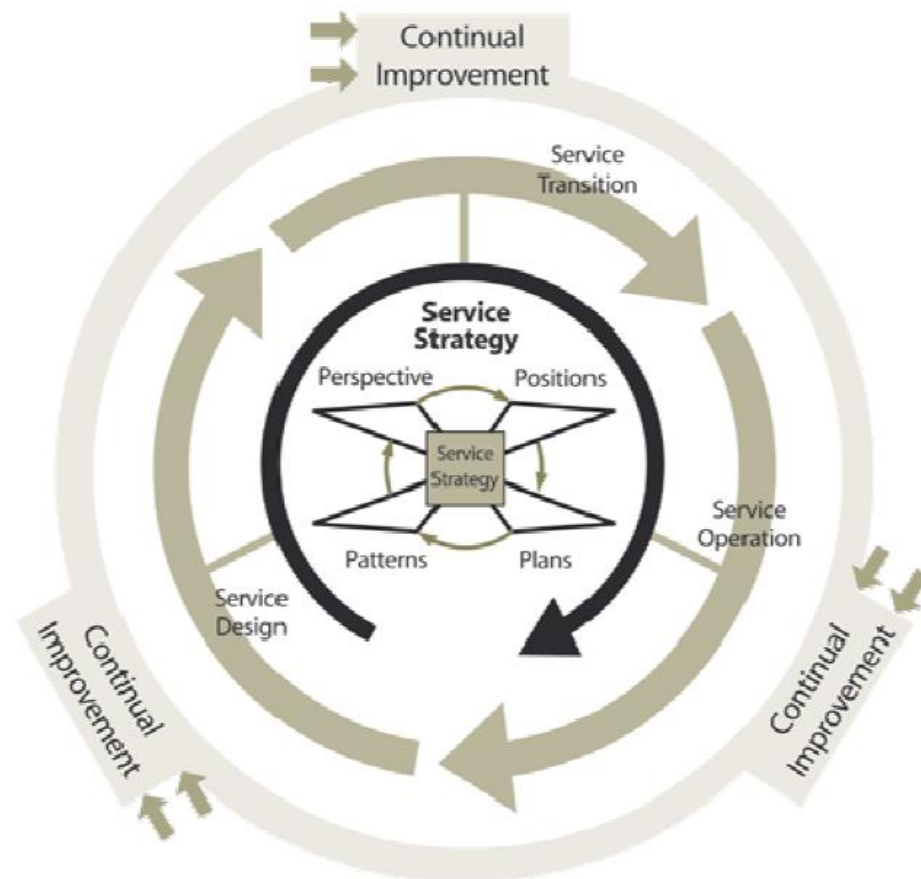 Continual
Improvement
Service
Transition
Service
Strategy
Perspective
Positions
Service
Strategy
Patterns
Plans
Service
Operation
Service
Design
Continual
Improvement
Continual
Improvement